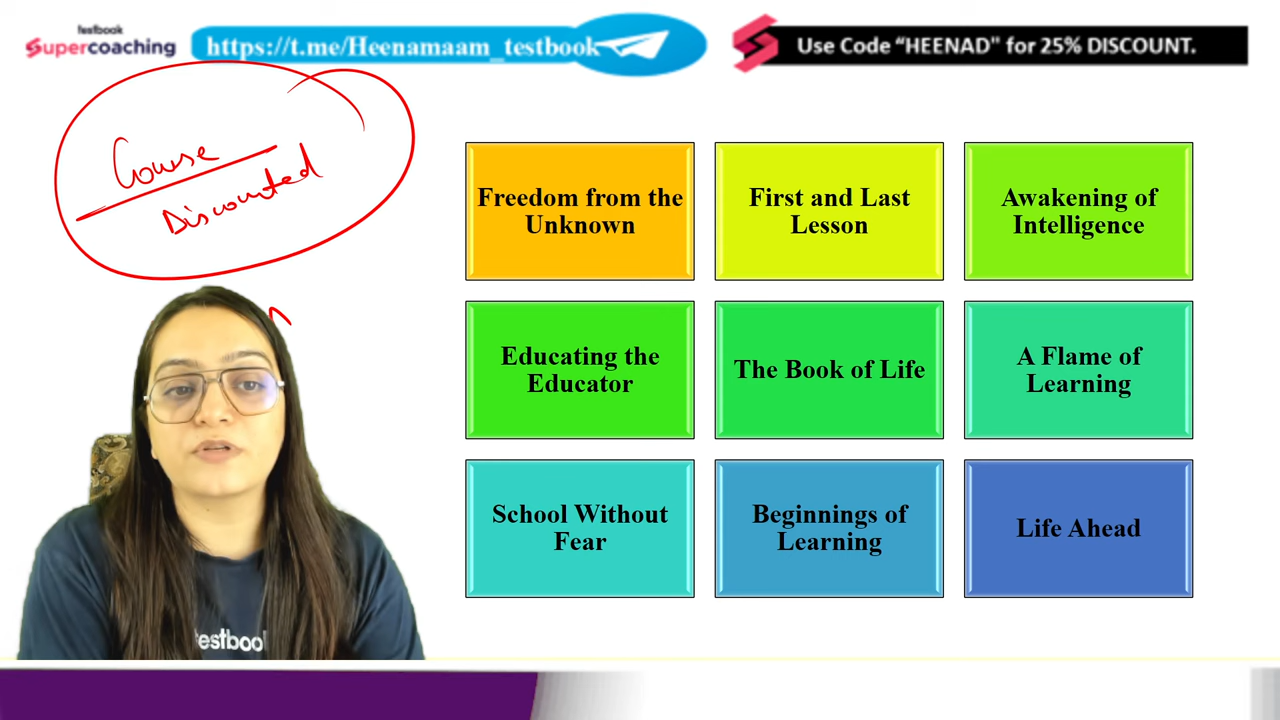 testbook
Supercoaching
https://t.me/Heenamaam_testbook
Use Code “HEENAD" for 25% DISCOUNT.
Course
Discounted
Freedom from the
Unknown
First and Last
Lesson
Awakening of
Intelligence
Educating the
Educator
The Book of Life
A Flame of
Learning
School Without
Fear
Beginnings of
Learning
Life Ahead
testbook